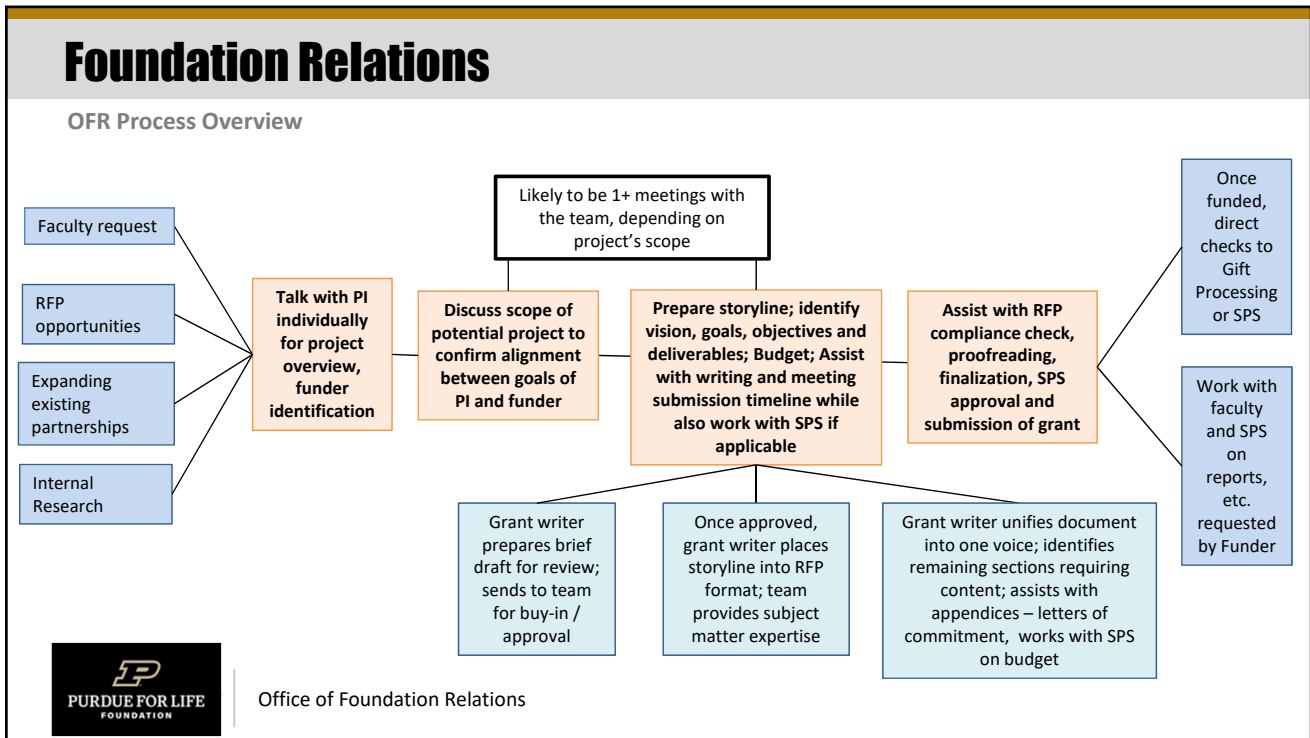 Foundation Relations
OFR Process Overview
Faculty request
RFP
opportunities
Expanding
existing
partnerships
Internal
Research
Talk with PI
individually
for project
overview,
funder
identification
Likely to be 1+ meetings with
the team, depending on
project’s scope
Discuss scope of
potential project to
confirm alignment
between goals of
PI and funder
Prepare storyline; identify
vision, goals, objectives and
deliverables; Budget; Assist
with writing and meeting
submission timeline while
also work with SPS if
applicable
Assist with RFP
compliance check,
proofreading,
finalization, SPS
approval and
submission of grant
Once
funded,
direct
checks to
Gift
Processing
or SPS
Work with
faculty
and SPS
on
reports,
etc.
requested
by Funder
Grant writer
prepares brief
draft for review;
sends to team
for buy-in /
approval
Once approved,
grant writer places
storyline into RFP
format; team
provides subject
matter expertise
Grant writer unifies document
into one voice; identifies
remaining sections requiring
content; assists with
appendices – letters of
commitment, works with SPS
on budget
P
PURDUE FOR LIFE
FOUNDATION
Office of Foundation Relations